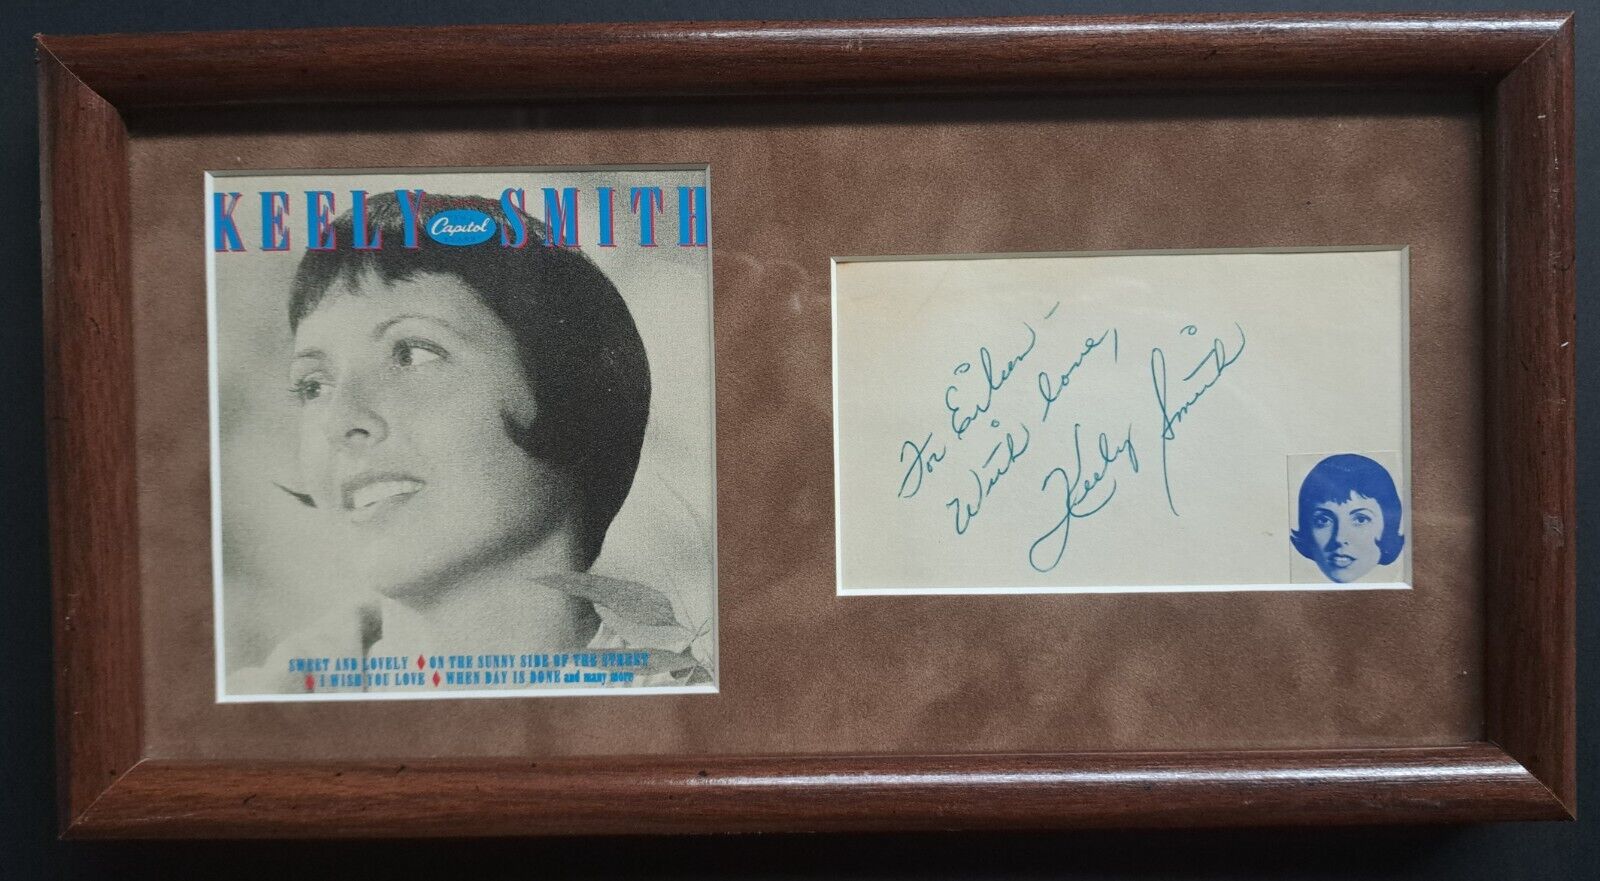 KEELY SMITH
Capitol
SWEET AND LOVELY ♦ ON THE SUNNY SIDE OF THE STREET
♦ I WISH YOU LOVE ♦ WHEN DAY IS DONE and many more
For Eileen –
With love,
Keely Smith